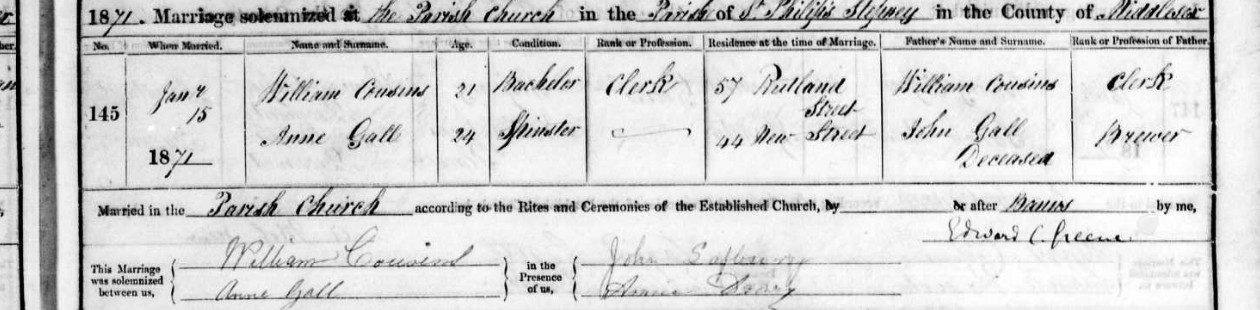 1871. Marriage solemnized at the Parish Church in the Parish of St Philip's Stepney in the County of Middlesex
No. When Married. Name and Surname. Age. Condition. Rank or Profession. Residence at the time of Marriage. Father's Name and Surname. Rank or Profession of Father.
145 Jany 15 1871 William Cousins 21 Bachelor Clerk 57 Rutland Street William Cousins Clerk
Anne Gall 24 Spinster 44 New Street John Gall Deceased Brewer
Married in the Parish Church according to the Rites and Ceremonies of the Established Church, by or after Banns by me,
Edward C. Greene
This Marriage was solemnized between us, William Cousins Anne Gall in the Presence of us, John Annie